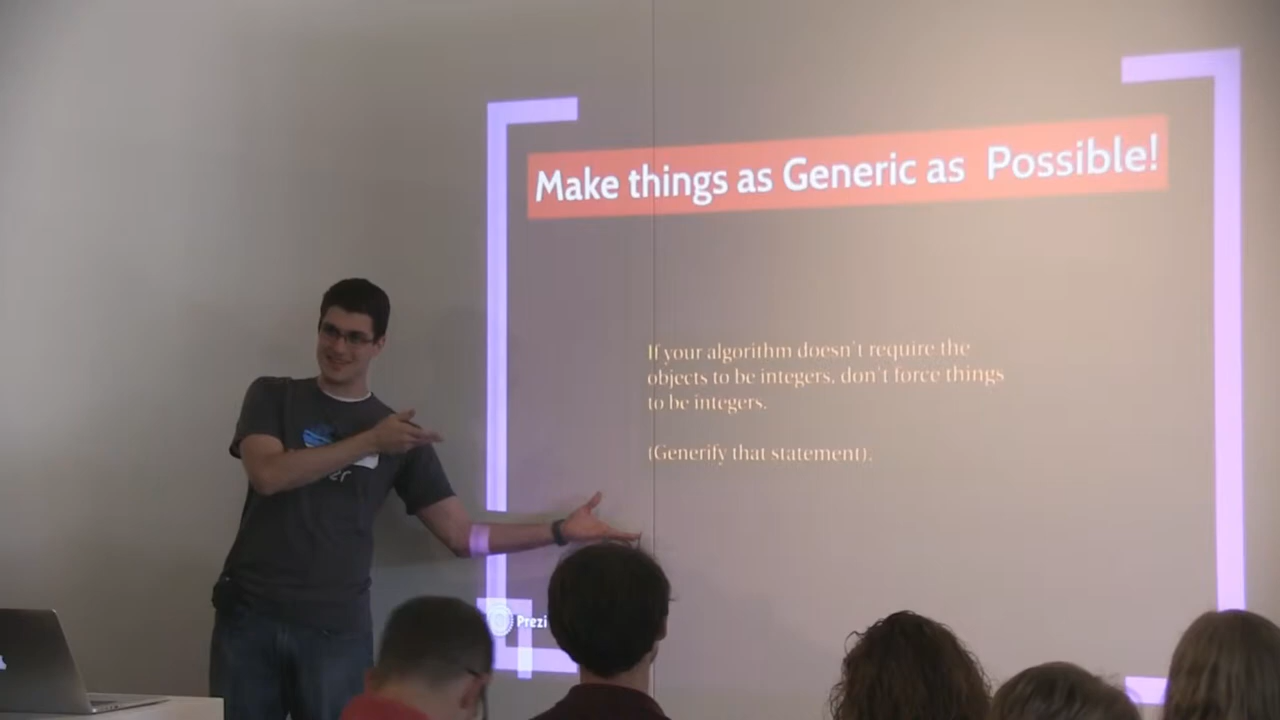 Make things as Generic as Possible!
If your algorithm doesn't require the
objects to be integers, don't force things
to be integers.
(Generify that statement).
Prezi